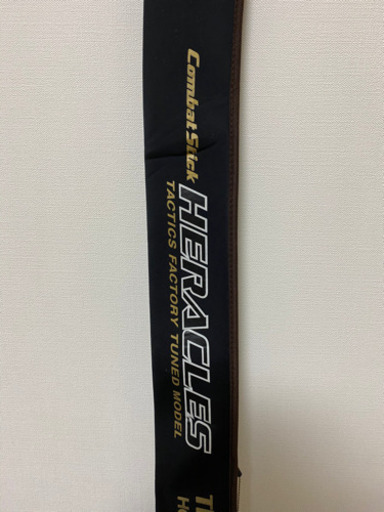 Combat Stick
HERACLES
TACTICS FACTORY TUNED MODEL